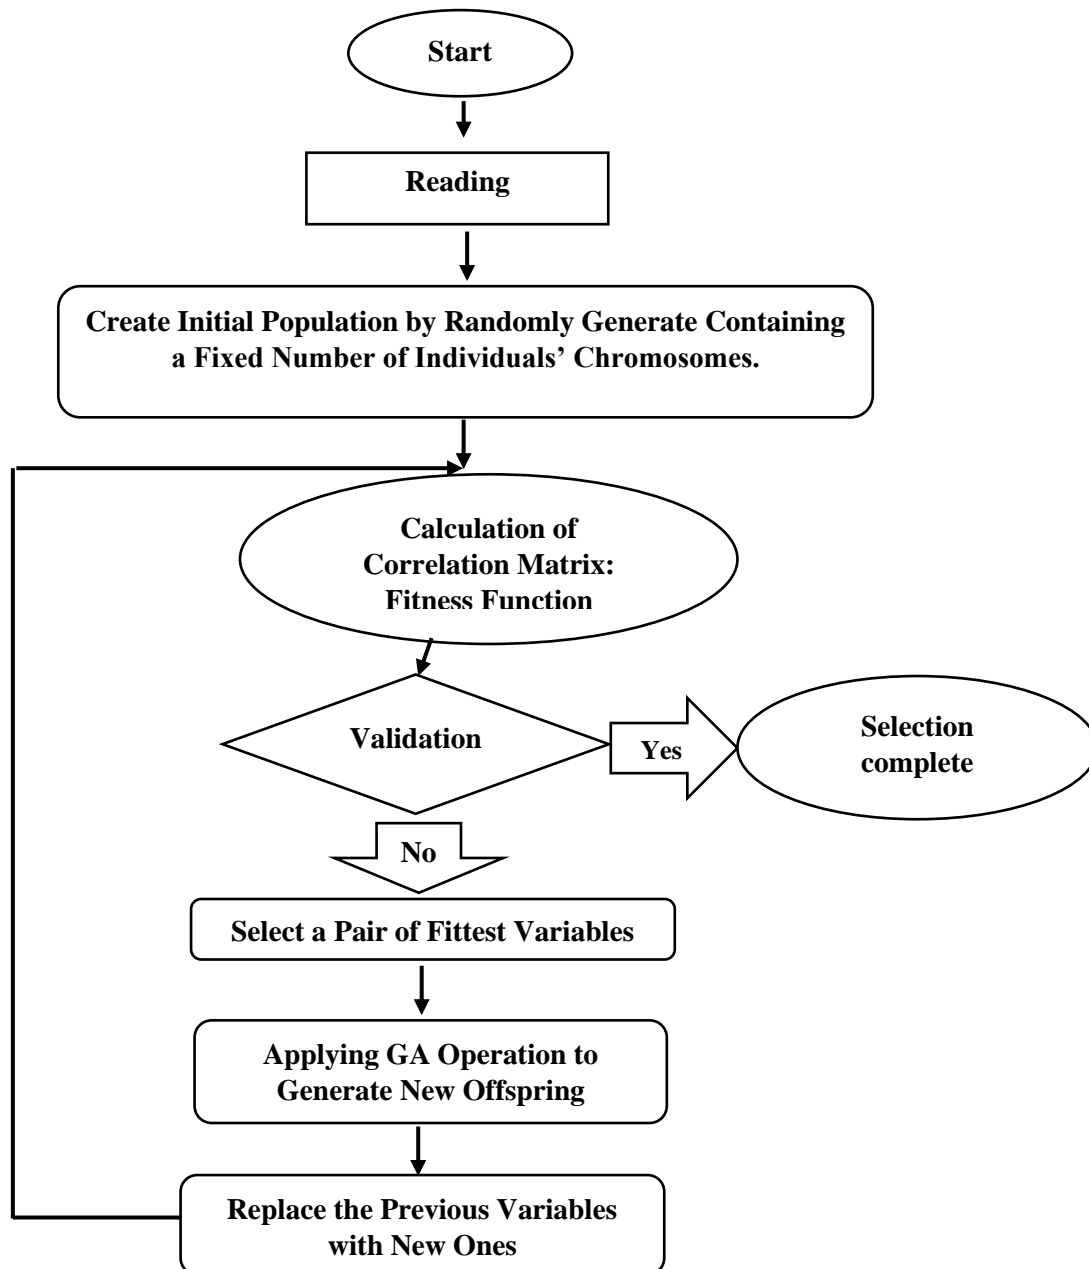 Start
Reading
Create Initial Population by Randomly Generate Containing
a Fixed Number of Individuals’ Chromosomes.
Calculation of
Correlation Matrix:
Fitness Function
Validation
Yes
Selection
complete
No
Select a Pair of Fittest Variables
Applying GA Operation to
Generate New Offspring
Replace the Previous Variables
with New Ones